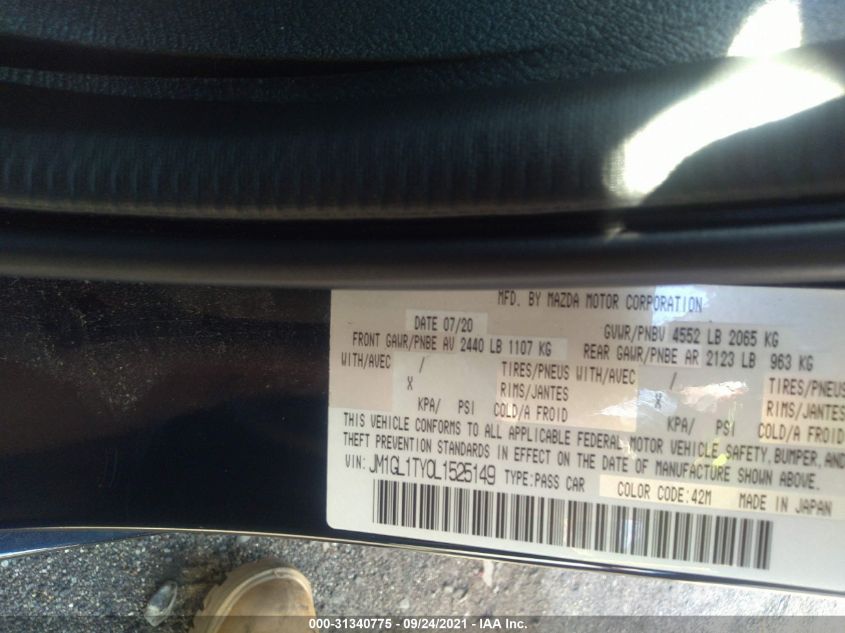 MFD. BY MAZDA MOTOR CORPORATION
DATE 07/20 GVWR/PNBV 4552 LB 2065 KG
FRONT GAWR/PNBE AV 2440 LB 1107 KG REAR GAWR/PNBE AR 2123 LB 963 KG
WITH/AVEC / TIRES/PNEUS WITH/AVEC / TIRES/PNEUS
X RIMS/JANTES X RIMS/JANTES
KPA/ PSI COLD/A FROID KPA/ PSI COLD/A FROID
THIS VEHICLE CONFORMS TO ALL APPLICABLE FEDERAL MOTOR VEHICLE SAFETY, BUMPER, AND
THEFT PREVENTION STANDARDS IN EFFECT ON THE DATE OF MANUFACTURE SHOWN ABOVE.
VIN: JM1GL1TY0L1525149 TYPE:PASS CAR COLOR CODE:42M MADE IN JAPAN
000-31340775 - 09/24/2021 - IAA Inc.